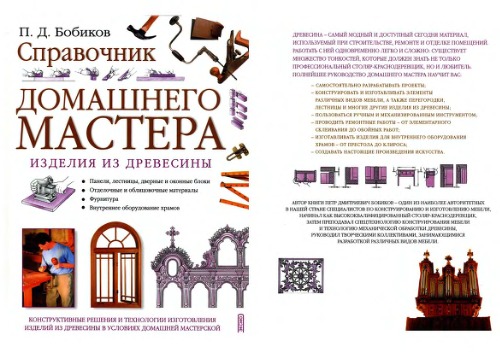 П. Д. Бобиков
Справочник
ДОМАШНЕГО
МАСТЕРА
ИЗДЕЛИЯ ИЗ ДРЕВЕСИНЫ
Панели, лестницы, дверные и оконные блоки
Отделочные и облицовочные материалы
Фурнитура
Внутреннее оборудование храмов
КОНСТРУКТИВНЫЕ РЕШЕНИЯ И ТЕХНОЛОГИИ ИЗГОТОВЛЕНИЯ
ИЗДЕЛИЙ ИЗ ДРЕВЕСИНЫ В УСЛОВИЯХ ДОМАШНЕЙ МАСТЕРСКОЙ
ДРЕВЕСИНА – САМЫЙ МОДНЫЙ И ДОСТУПНЫЙ СЕГОДНЯ МАТЕРИАЛ,
ИСПОЛЬЗУЕМЫЙ ПРИ СТРОИТЕЛЬСТВЕ, РЕМОНТЕ И ОТДЕЛКЕ ПОМЕЩЕНИЙ.
РАБОТАТЬ С НЕЙ ОДНОВРЕМЕННО ЛЕГКО И СЛОЖНО: СУЩЕСТВУЕТ
МНОЖЕСТВО ТОНКОСТЕЙ, КОТОРЫЕ ДОЛЖЕН ЗНАТЬ НЕ ТОЛЬКО
ПРОФЕССИОНАЛЬНЫЙ СТОЛЯР-КРАСНОДЕРЕВЩИК, НО И ЛЮБИТЕЛЬ.
ПОЛНЕЙШЕЕ РУКОВОДСТВО ДОМАШНЕГО МАСТЕРА НАУЧИТ ВАС:
– САМОСТОЯТЕЛЬНО РАЗРАБАТЫВАТЬ ПРОЕКТЫ;
– КОНСТРУИРОВАТЬ И ИЗГОТАВЛИВАТЬ ЭЛЕМЕНТЫ
РАЗЛИЧНЫХ ВИДОВ МЕБЕЛИ, А ТАКЖЕ ПЕРЕГОРОДКИ,
ЛЕСТНИЦЫ И МНОГИЕ ДРУГИЕ ИЗДЕЛИЯ ИЗ ДРЕВЕСИНЫ;
– ПОЛЬЗОВАТЬСЯ РУЧНЫМ И МЕХАНИЗИРОВАННЫМ ИНСТРУМЕНТОМ;
– ПРОВОДИТЬ РЕМОНТНЫЕ РАБОТЫ – ОТ ЭЛЕМЕНТАРНОГО
СКЛЕИВАНИЯ ДО ОБОЙНЫХ РАБОТ;
– ИЗГОТАВЛИВАТЬ ИЗДЕЛИЯ ДЛЯ ВНУТРЕННЕГО ОБОРУДОВАНИЯ
ХРАМОВ – ОТ ПРЕСТОЛА ДО КЛИРОСА;
– СОЗДАВАТЬ НАСТОЯЩИЕ ПРОИЗВЕДЕНИЯ ИСКУССТВА.
АВТОР КНИГИ ПЕТР ДМИТРИЕВИЧ БОБИКОВ – ОДИН ИЗ НАИБОЛЕЕ АВТОРИТЕТНЫХ
В НАШЕЙ СТРАНЕ СПЕЦИАЛИСТОВ ПО КОНСТРУИРОВАНИЮ И ИЗГОТОВЛЕНИЮ МЕБЕЛИ,
НАЧИНАЛ КАК ВЫСОКОКВАЛИФИЦИРОВАННЫЙ СТОЛЯР-КРАСНОДЕРЕВЩИК,
ЗАТЕМ ПРЕПОДАВАЛ СПЕЦТЕХНОЛОГИЮ КОНСТРУИРОВАНИЯ МЕБЕЛИ
И ТЕХНОЛОГИЮ МЕХАНИЧЕСКОЙ ОБРАБОТКИ ДРЕВЕСИНЫ,
РУКОВОДИЛ ТВОРЧЕСКИМИ КОЛЛЕКТИВАМИ, ЗАНИМАЮЩИМИСЯ
РАЗРАБОТКОЙ РАЗЛИЧНЫХ ВИДОВ МЕБЕЛИ.